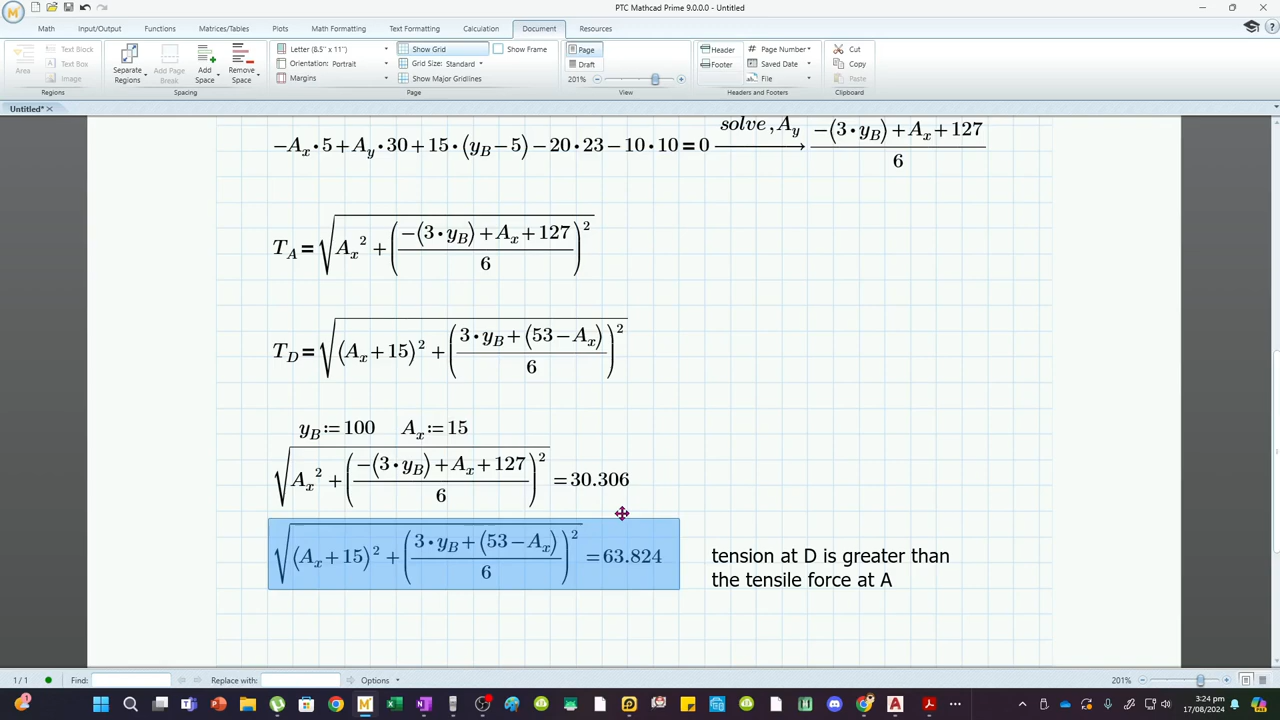 PTC Mathcad Prime 9.0.0.0 - Untitled
Math Input/Output Functions Matrices/Tables Plots Math Formatting Text Formatting Calculation Document Resources
Area
Text Block
Text Box
Image
Regions
Separate Regions
Add Page Break
Add Space
Remove Space
Spacing
Letter (8.5" x 11")
Orientation: Portrait
Margins
Show Grid
Show Frame
Grid Size: Standard
Show Major Gridlines
Page
Page
Draft
201%
View
Header
Footer
Page Number
Saved Date
File
Headers and Footers
Cut
Copy
Paste
Clipboard
Untitled*
−A_x·5+A_y·30+15·(y_B−5)−20·23−10·10=0 solve, A_y → (−(3·y_B)+A_x+127)/6
T_A=√(A_x²+((−(3·y_B)+A_x+127)/6)²)
T_D=√((A_x+15)²+((3·y_B+(53−A_x))/6)²)
y_B:=100 A_x:=15
√(A_x²+((−(3·y_B)+A_x+127)/6)²)=30.306
√((A_x+15)²+((3·y_B+(53−A_x))/6)²)=63.824
tension at D is greater than
the tensile force at A
1/1 Find: Replace with: Options 201%
3:24 pm
17/08/2024